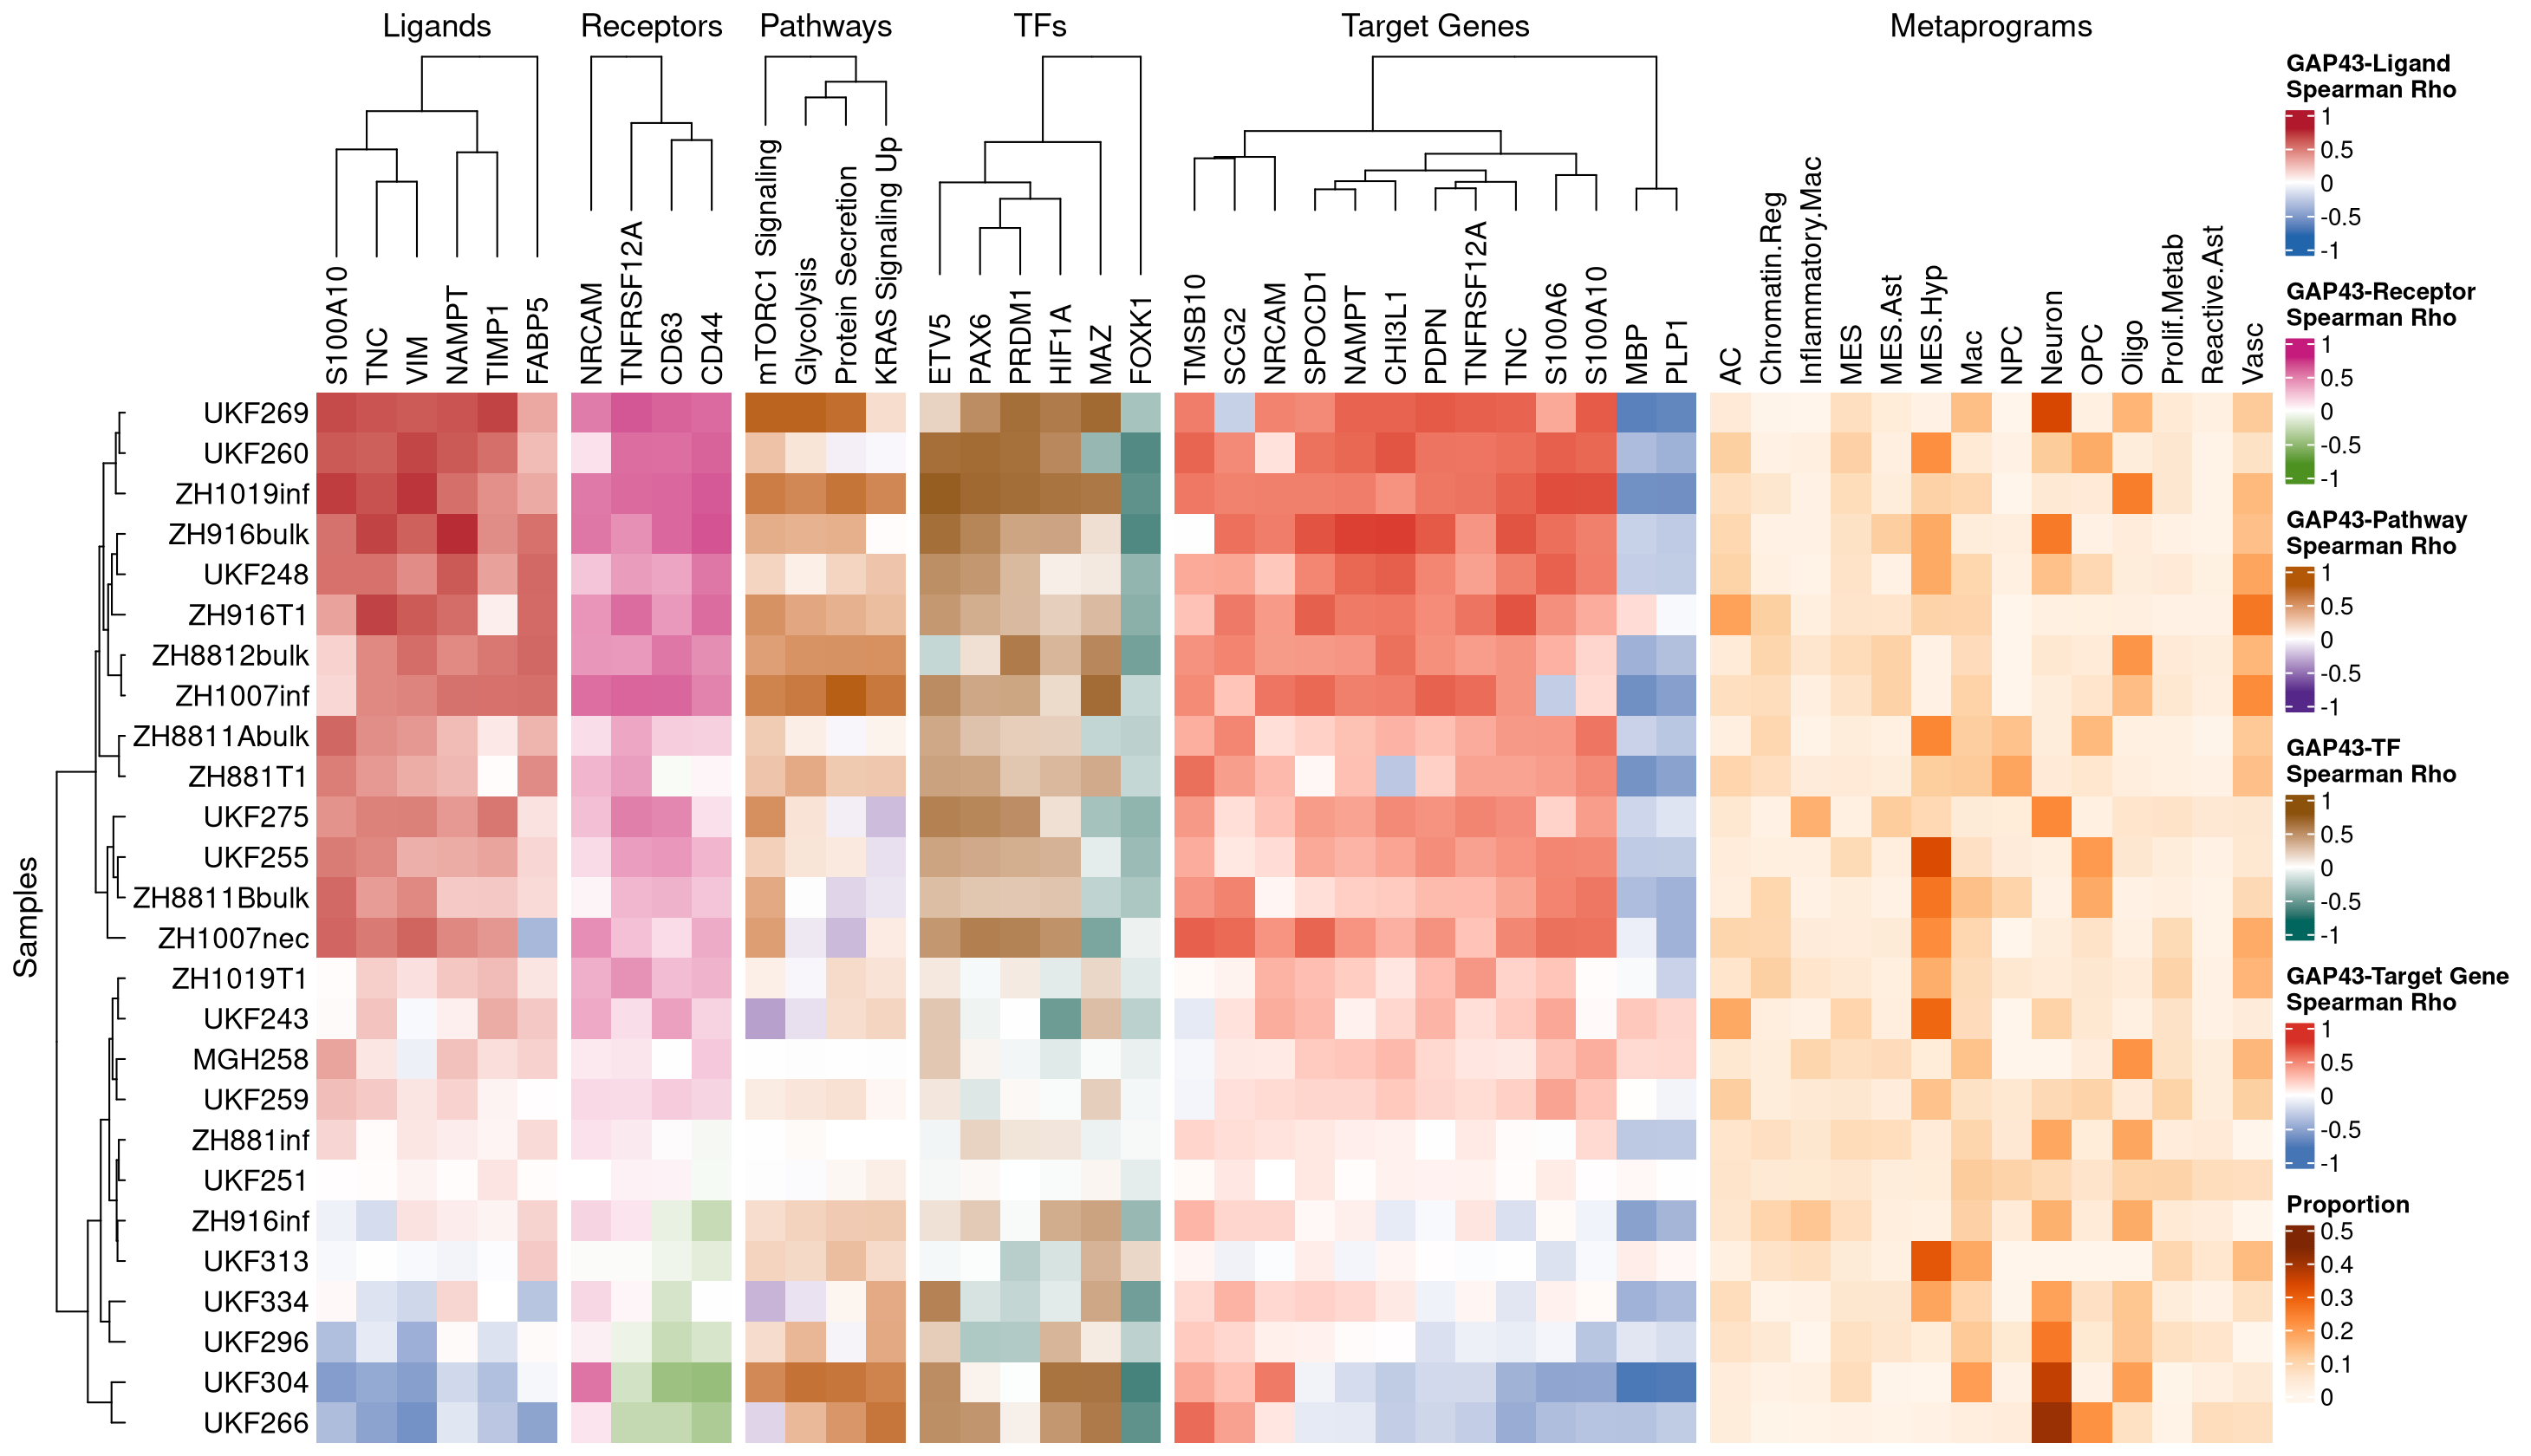 Ligands
Receptors
Pathways
TFs
Target Genes
Metaprograms
S100A10
TNC
VIM
NAMPT
TIMP1
FABP5
NRCAM
TNFRSF12A
CD63
CD44
mTORC1 Signaling
Glycolysis
Protein Secretion
KRAS Signaling Up
ETV5
PAX6
PRDM1
HIF1A
MAZ
FOXK1
TMSB10
SCG2
NRCAM
SPOCD1
NAMPT
CHI3L1
PDPN
TNFRSF12A
TNC
S100A6
S100A10
MBP
PLP1
AC
Chromatin.Reg
Inflammatory.Mac
MES
MES.Ast
MES.Hyp
Mac
NPC
Neuron
OPC
Oligo
Prolif.Metab
Reactive.Ast
Vasc
Samples
UKF269
UKF260
ZH1019inf
ZH916bulk
UKF248
ZH916T1
ZH8812bulk
ZH1007inf
ZH8811Abulk
ZH881T1
UKF275
UKF255
ZH8811Bbulk
ZH1007nec
ZH1019T1
UKF243
MGH258
UKF259
ZH881inf
UKF251
ZH916inf
UKF313
UKF334
UKF296
UKF304
UKF266
GAP43-Ligand
Spearman Rho
1
0.5
0
-0.5
-1
GAP43-Receptor
Spearman Rho
1
0.5
0
-0.5
-1
GAP43-Pathway
Spearman Rho
1
0.5
0
-0.5
-1
GAP43-TF
Spearman Rho
1
0.5
0
-0.5
-1
GAP43-Target Gene
Spearman Rho
1
0.5
0
-0.5
-1
Proportion
0.5
0.4
0.3
0.2
0.1
0